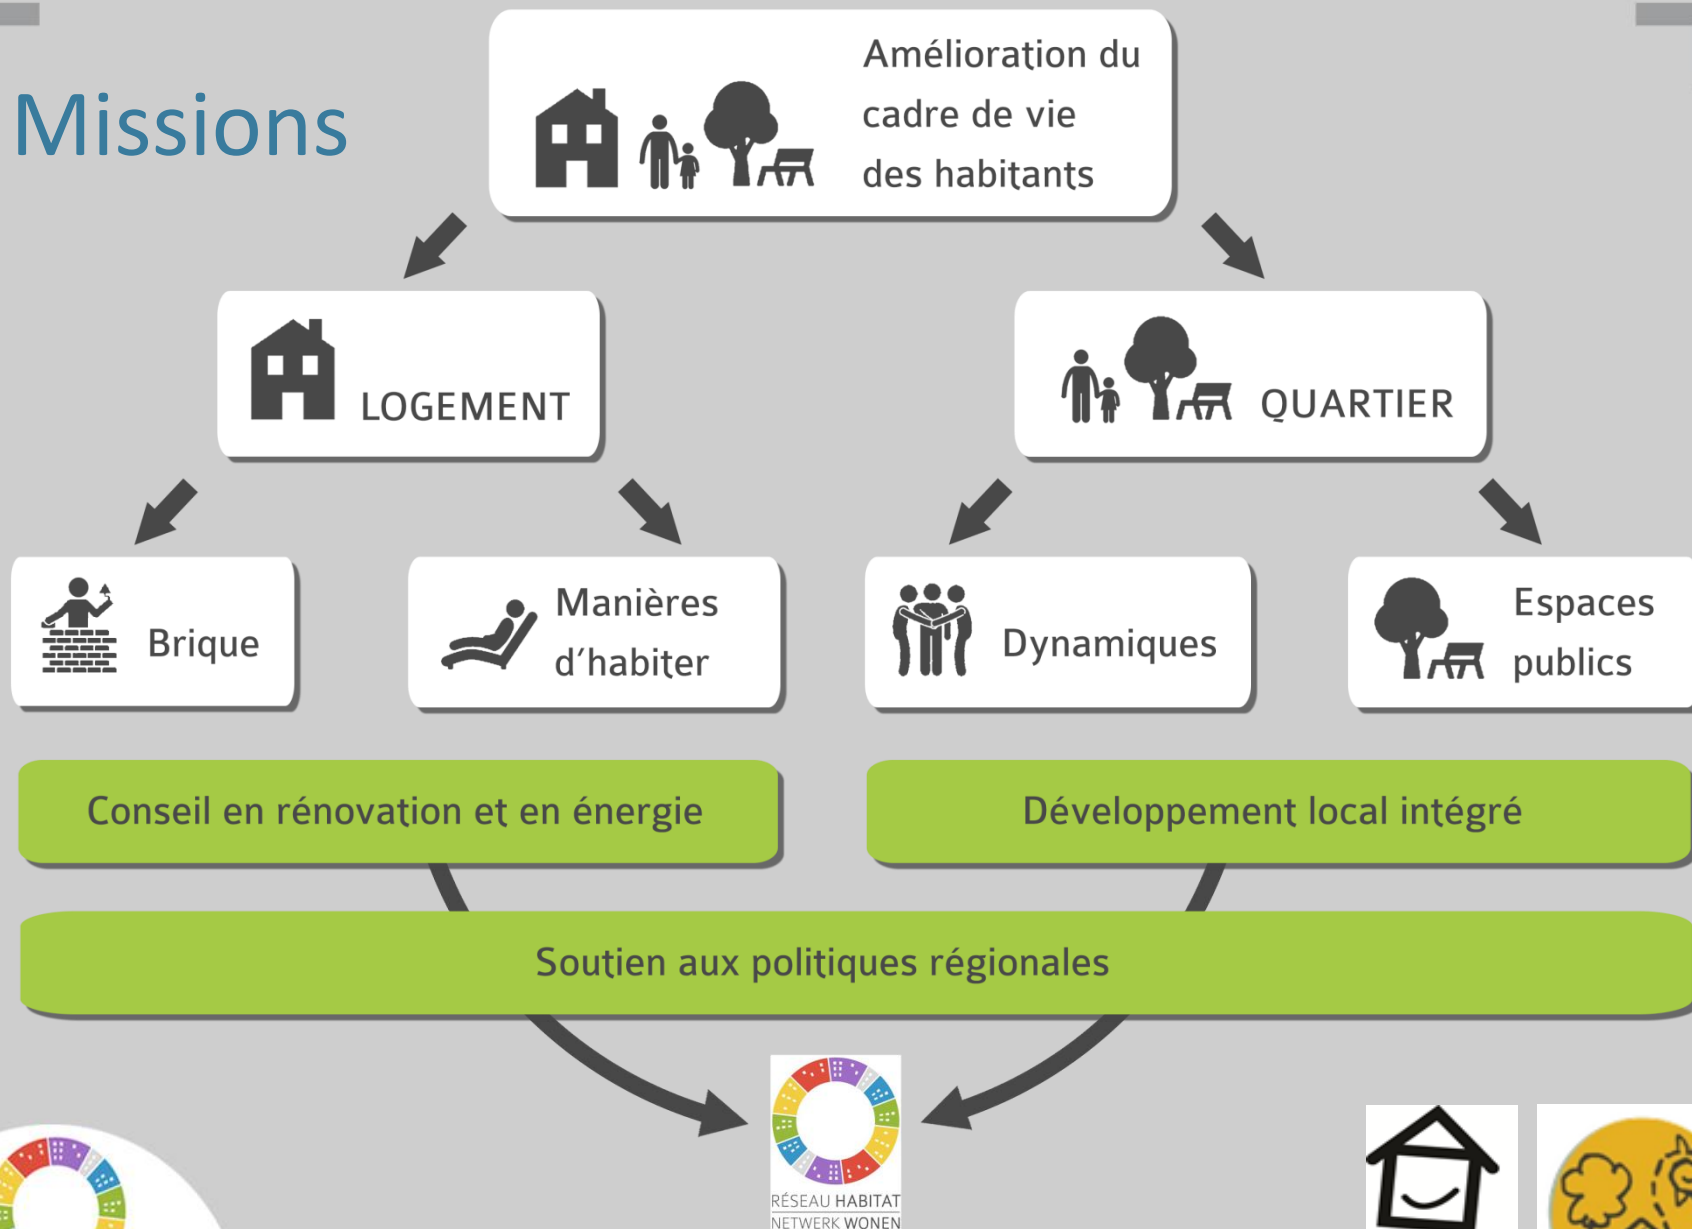 Missions
Amélioration du
cadre de vie
des habitants
LOGEMENT
QUARTIER
Brique
Manières
d’habiter
Dynamiques
Espaces
publics
Conseil en rénovation et en énergie
Développement local intégré
Soutien aux politiques régionales
RÉSEAU HABITAT
NETWERK WONEN